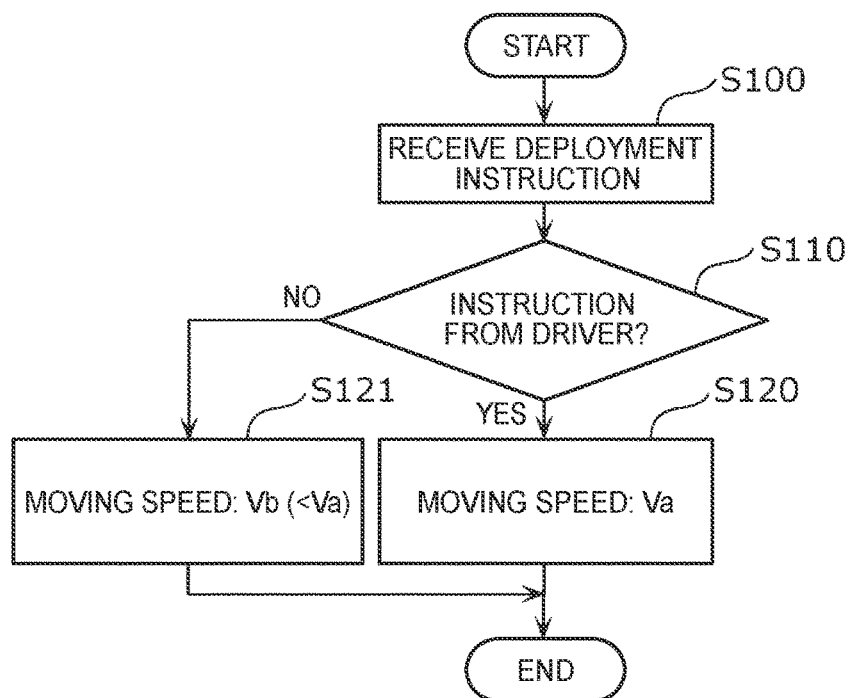 START
S100
RECEIVE DEPLOYMENT
INSTRUCTION
S110
INSTRUCTION
FROM DRIVER?
NO
YES
S121
S120
MOVING SPEED: Vb (<Va)
MOVING SPEED: Va
END